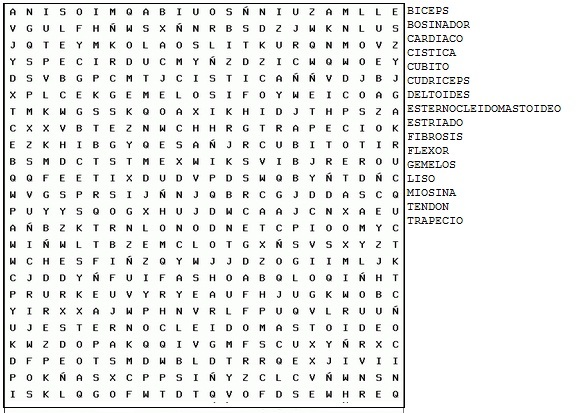 A N I S O I M Q A B I U O S Ñ N I U Z A M L L E BICEPS
V G U L F H Ñ W S X Ñ N R B S D Z J W K N L U S BOSINADOR
J Q T E Y M K O L A O S L I T K U R Q N M O V Z CARDIACO
Y S P E C I R D U C M Y Ñ Z D Z I C W Q W O E Y CISTICA
D S V B G P C M T J C I S T I C A Ñ Ñ V D J B J CUBITO
X P L C E K G E M E L O S I F O Y W E I C O A G CUDRICEPS
T M K W G S S K Q O A X I K H I D J T H P S Z A DELTOIDES
C X X V B T E Z N W C H H R G T R A P E C I O K ESTERNOCLEIDOMASTOIDEO
E Z K H I B G Y Q E S A Ñ J R C U B I T O T I R ESTRIADO
B S M D C T S T M E X W I K S V I B J R E R O U FIBROSIS
Q Q F E E T I X D U D V P D S W Q B Y Ñ T D Ñ C FLEXOR
W V G S P R S I J Ñ N J Q B R C G J D D A S C Q GEMELOS
P U Y Y S Q O G X H U J D W C A A J C N X A E U LISO
A Ñ B Z K T R N L O N O D N E T C P I O O M Y C MIOSINA
W I Ñ W L T B Z E M C L O T G X Ñ S V S X Y Z T TENDON
W C H E S F I Ñ Z Q Y W J J D Z O G I I M L J K TRAPECIO
C J D D Y Ñ F U I F A S H O A B Q L O Q I Ñ H T
P R U R K E U V Y R Y E A U F H J U G K W O B C
Y I R X X A J W P H N V R L F P U Q V L R U U Ñ
U J E S T E R N O C L E I D O M A S T O I D E O
K W Z D O P A K Q Q I V G M F S C U X Y Ñ R X C
D F P E O T S M D W B L D T R R Q E X J I V I I
P O K Ñ A S X C P P S I Ñ Y Z C L C V Ñ W N S N
I S K L Q G O F W T D T Q V O F D S E W H R E Q